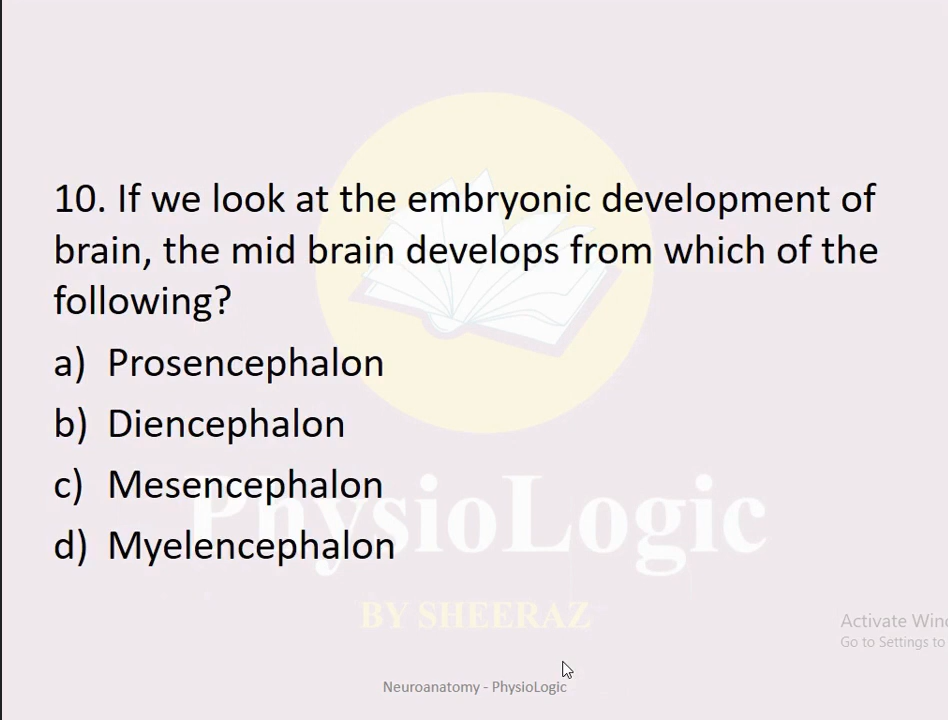 10. If we look at the embryonic development of
brain, the mid brain develops from which of the
following?
a) Prosencephalon
b) Diencephalon
c) Mesencephalon
d) Myelencephalon
PhysioLogic
BY SHEERAZ
Activate Win
Go to Settings to
Neuroanatomy - PhysioLogic